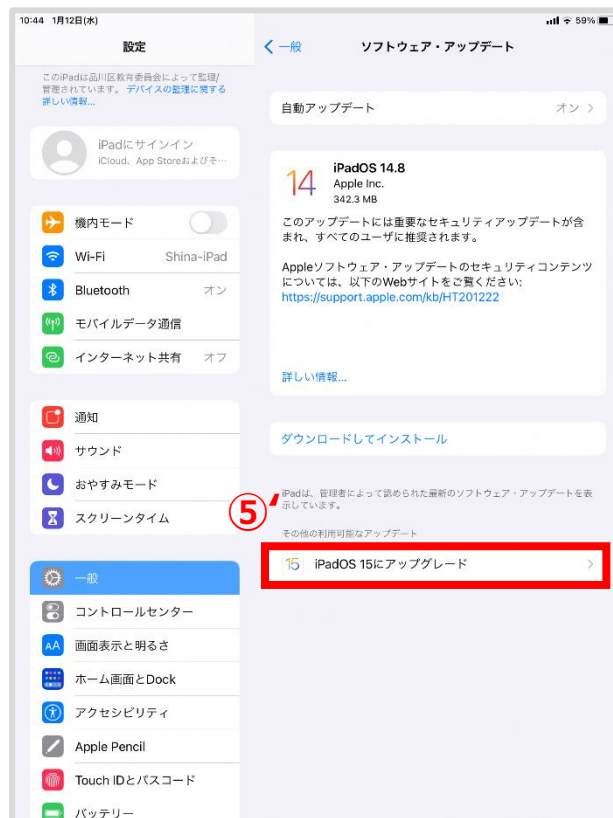 10:44 1月12日(水)
59%
設定
一般
ソフトウェア・アップデート
このiPadは品川区教育委員会によって監理/
管理されています。デバイスの監理に関する
詳しい情報...
iPadにサインイン
iCloud、App Storeおよびそ…
機内モード
Wi-Fi Shina-iPad
Bluetooth オン
モバイルデータ通信
インターネット共有 オフ
通知
サウンド
おやすみモード
スクリーンタイム
一般
コントロールセンター
AA 画面表示と明るさ
ホーム画面とDock
アクセシビリティ
Apple Pencil
Touch IDとパスコード
バッテリー
自動アップデート オン
14
iPadOS 14.8
Apple Inc.
342.3 MB
このアップデートには重要なセキュリティアップデートが含
まれ、すべてのユーザに推奨されます。
Appleソフトウェア・アップデートのセキュリティコンテンツ
については、以下のWebサイトをご覧ください:
https://support.apple.com/kb/HT201222
詳しい情報...
ダウンロードしてインストール
iPadは、管理者によって認められた最新のソフトウェア・アップデートを表
示しています。
⑤‘
その他の利用可能なアップデート
15 iPadOS 15にアップグレード